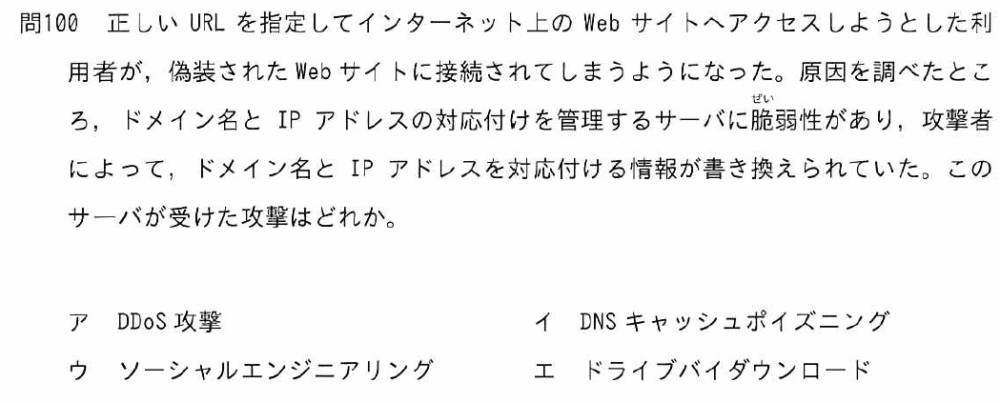 問100 正しい URL を指定してインターネット上の Web サイトへアクセスしようとした利
用者が，偽装された Web サイトに接続されてしまうようになった。原因を調べたとこ
ぜい
ろ，ドメイン名と IP アドレスの対応付けを管理するサーバに脆弱性があり，攻撃者
によって，ドメイン名と IP アドレスを対応付ける情報が書き換えられていた。この
サーバが受けた攻撃はどれか。
ア DDoS 攻撃 イ DNS キャッシュポイズニング
ウ ソーシャルエンジニアリング エ ドライブバイダウンロード